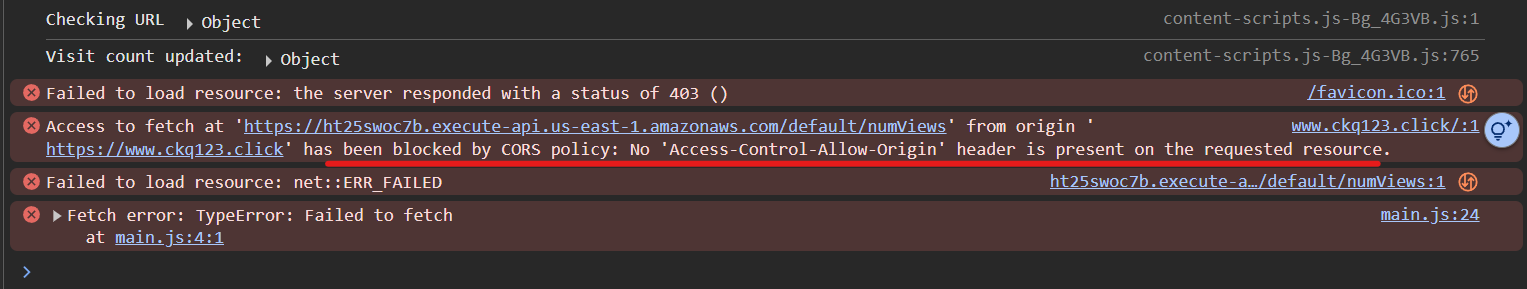 Checking URL ▶ Object content-scripts.js-Bg_4G3VB.js:1
Visit count updated: ▶ Object content-scripts.js-Bg_4G3VB.js:765
Failed to load resource: the server responded with a status of 403 () /favicon.ico:1
Access to fetch at 'https://ht25swoc7b.execute-api.us-east-1.amazonaws.com/default/numViews' from origin ' www.ckq123.click/:1
https://www.ckq123.click' has been blocked by CORS policy: No 'Access-Control-Allow-Origin' header is present on the requested resource.
Failed to load resource: net::ERR_FAILED ht25swoc7b.execute-a…/default/numViews:1
▶ Fetch error: TypeError: Failed to fetch main.js:24
at main.js:4:1